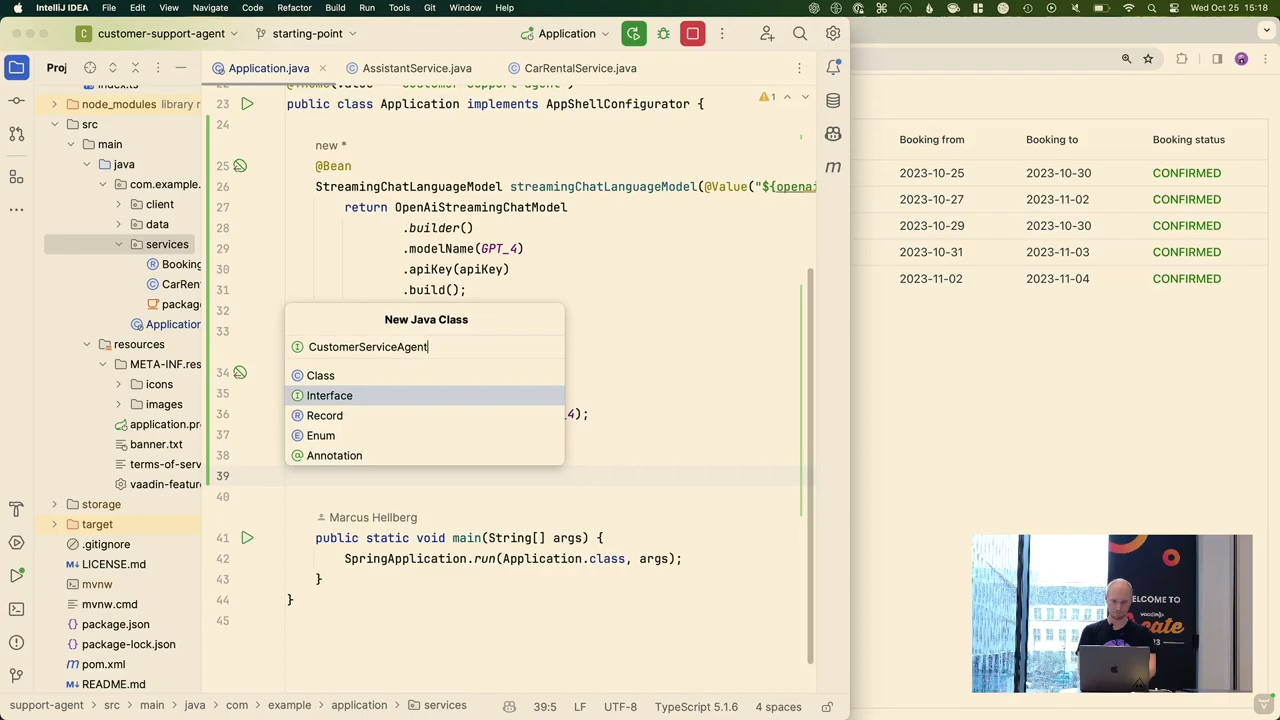 IntelliJ IDEA File Edit View Navigate Code Refactor Build Run Tools Git Window Help Wed Oct 25 15:18
C customer-support-agent starting-point Application
Proj
Application.java AssistantService.java CarRentalService.java
node_modules library r
src
main
java
com.example.
client
data
services
Booking
CarRen
packag
Application
resources
META-INF.res
icons
images
application.pr
banner.txt
terms-of-serv
vaadin-featur
storage
target
.gitignore
LICENSE.md
mvnw
mvnw.cmd
package.json
package-lock.json
pom.xml
README.md
1
23 public class Application implements AppShellConfigurator {
24
new *
25 @Bean
26 StreamingChatLanguageModel streamingChatLanguageModel(@Value("${openai
27 return OpenAiStreamingChatModel
28 .builder()
29 .modelName(GPT_4)
30 .apiKey(apiKey)
31 .build();
32
33
34
35
36 _4);
37
38
39
40
Marcus Hellberg
41 public static void main(String[] args) {
42 SpringApplication.run(Application.class, args);
43 }
44 }
45
New Java Class
CustomerServiceAgent
Class
Interface
Record
Enum
Annotation
support-agent src main java com example application services 39:5 LF UTF-8 TypeScript 5.1.6 4 spaces
Booking from Booking to Booking status
2023-10-25 2023-10-30 CONFIRMED
2023-10-27 2023-11-02 CONFIRMED
2023-10-29 2023-10-30 CONFIRMED
2023-10-31 2023-11-03 CONFIRMED
2023-11-02 2023-11-04 CONFIRMED
ELCOME TO
vaadin
eate